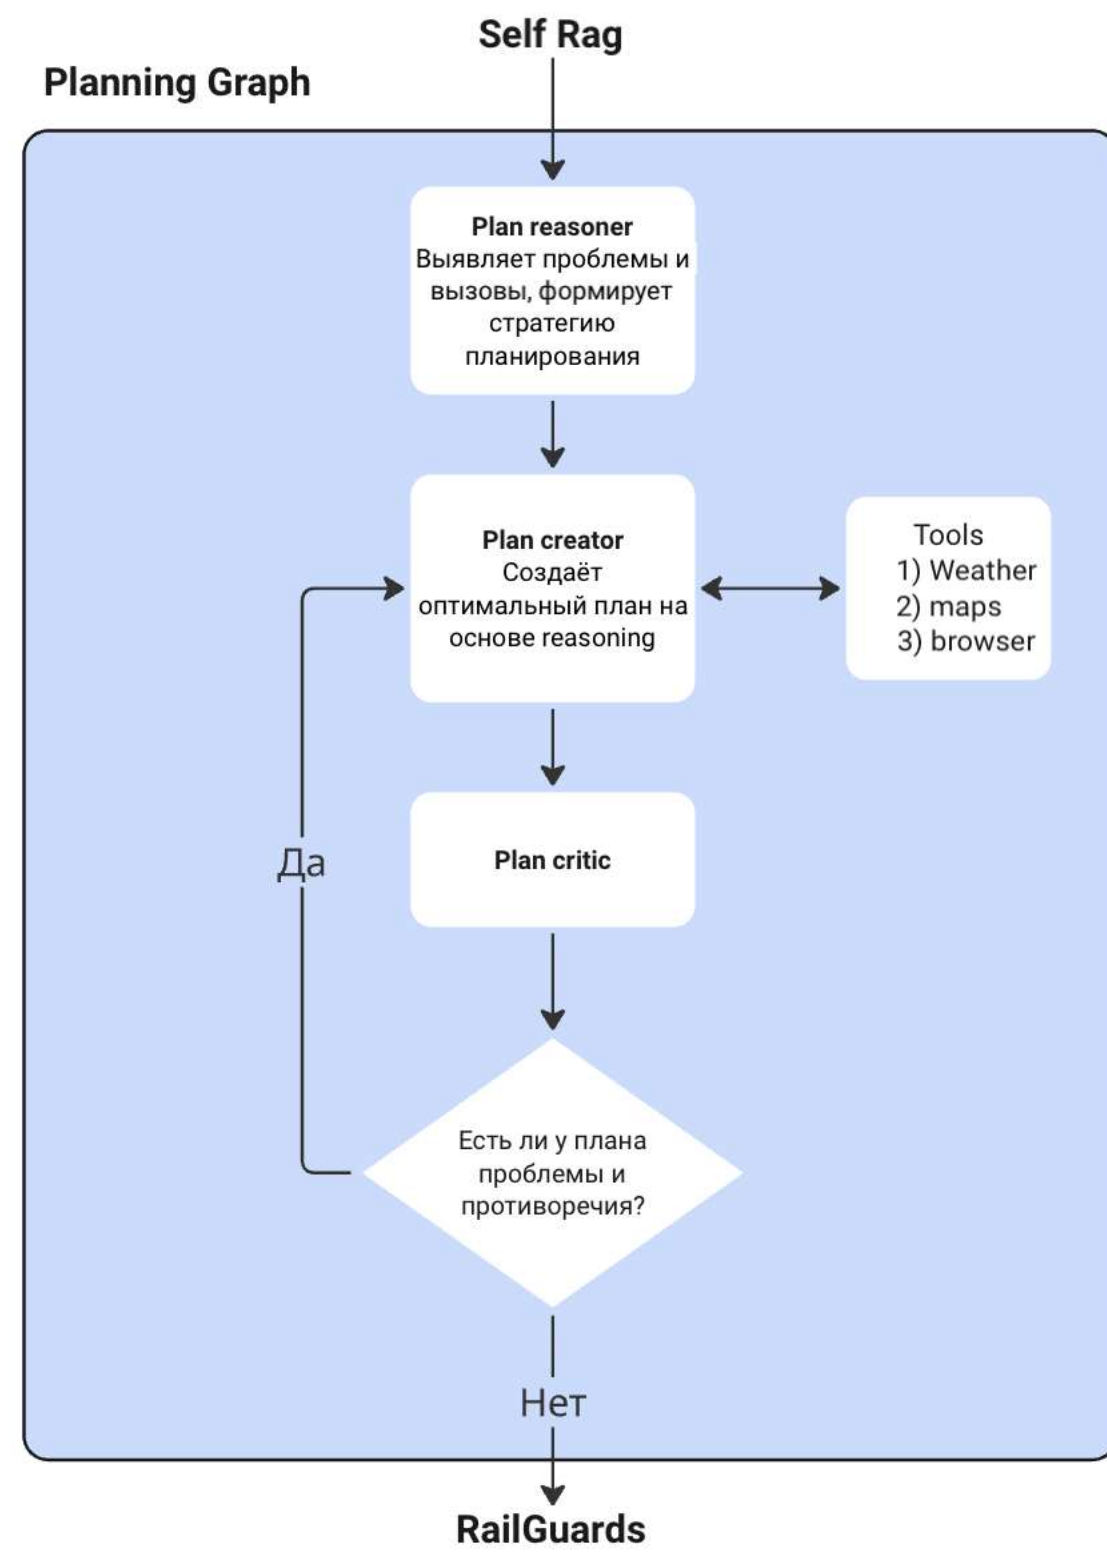 Self Rag
Planning Graph
Plan reasoner
Выявляет проблемы и
вызовы, формирует
стратегию
планирования
Plan creator
Создаёт
оптимальный план на
основе reasoning
Tools
1) Weather
2) maps
3) browser
Да
Plan critic
Есть ли у плана
проблемы и
противоречия?
Нет
RailGuards